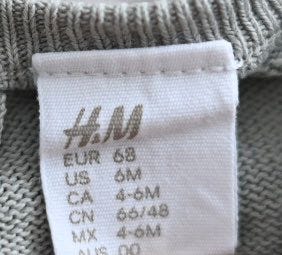 H&M
EUR 68
US 6M
CA 4-6M
CN 66/48
MX 4-6M
AUS 00